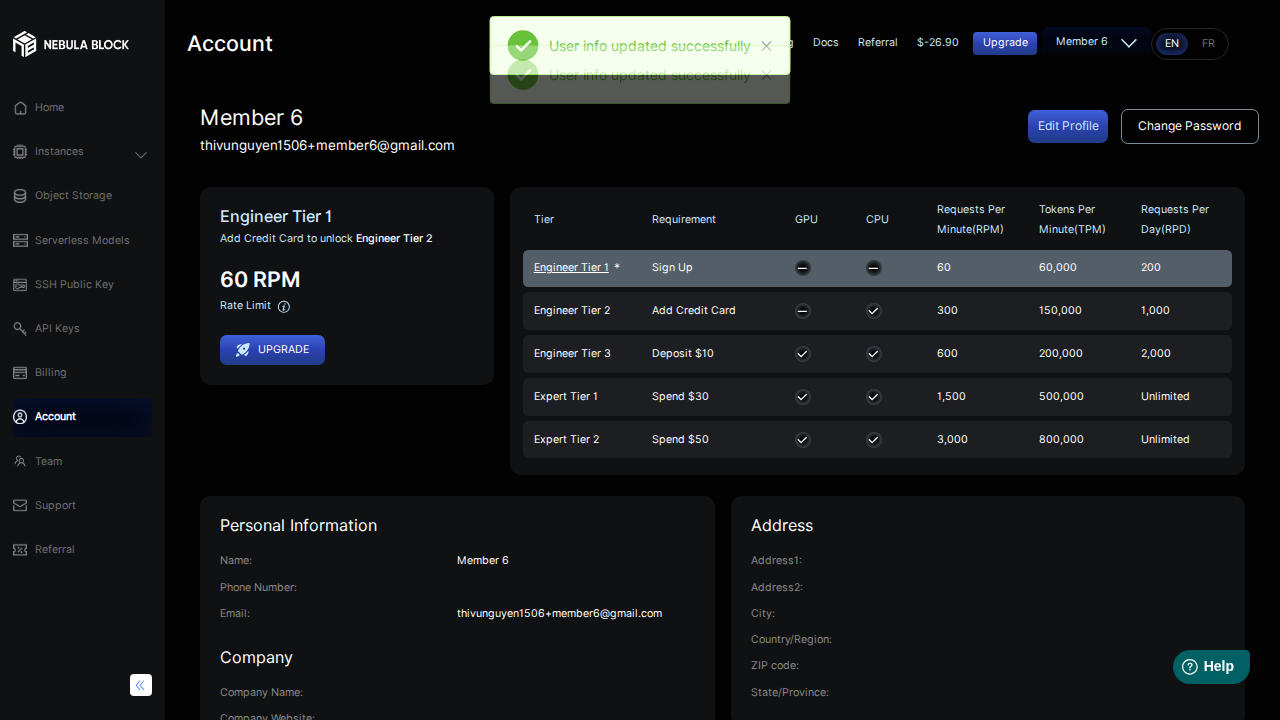 NEBULA BLOCK
Home
Instances
Object Storage
Serverless Models
SSH Public Key
API Keys
Billing
Account
Team
Support
Referral
Account
User info updated successfully
User info updated successfully
Docs
Referral
$-26.90
Upgrade
Member 6
EN
FR
Member 6
thivunguyen1506+member6@gmail.com
Edit Profile
Change Password
Engineer Tier 1
Add Credit Card to unlock Engineer Tier 2
60 RPM
Rate Limit
UPGRADE
Tier Requirement GPU CPU Requests Per Minute(RPM) Tokens Per Minute(TPM) Requests Per Day(RPD)
Engineer Tier 1 * Sign Up 60 60,000 200
Engineer Tier 2 Add Credit Card 300 150,000 1,000
Engineer Tier 3 Deposit $10 600 200,000 2,000
Expert Tier 1 Spend $30 1,500 500,000 Unlimited
Expert Tier 2 Spend $50 3,000 800,000 Unlimited
Personal Information
Name: Member 6
Phone Number:
Email: thivunguyen1506+member6@gmail.com
Company
Company Name:
Company Website:
Address
Address1:
Address2:
City:
Country/Region:
ZIP code:
State/Province:
Help